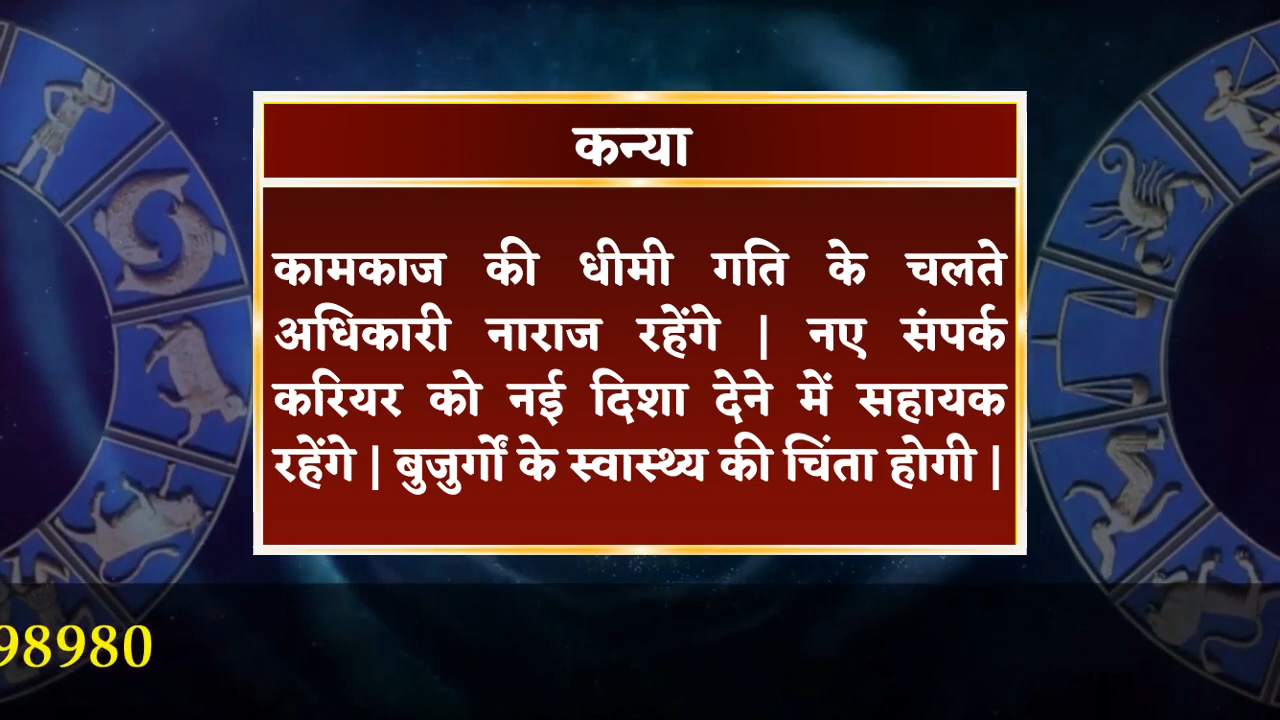 कन्या
कामकाज की धीमी गति के चलते
अधिकारी नाराज रहेंगे | नए संपर्क
करियर को नई दिशा देने में सहायक
रहेंगे | बुजुर्गों के स्वास्थ्य की चिंता होगी |
98980